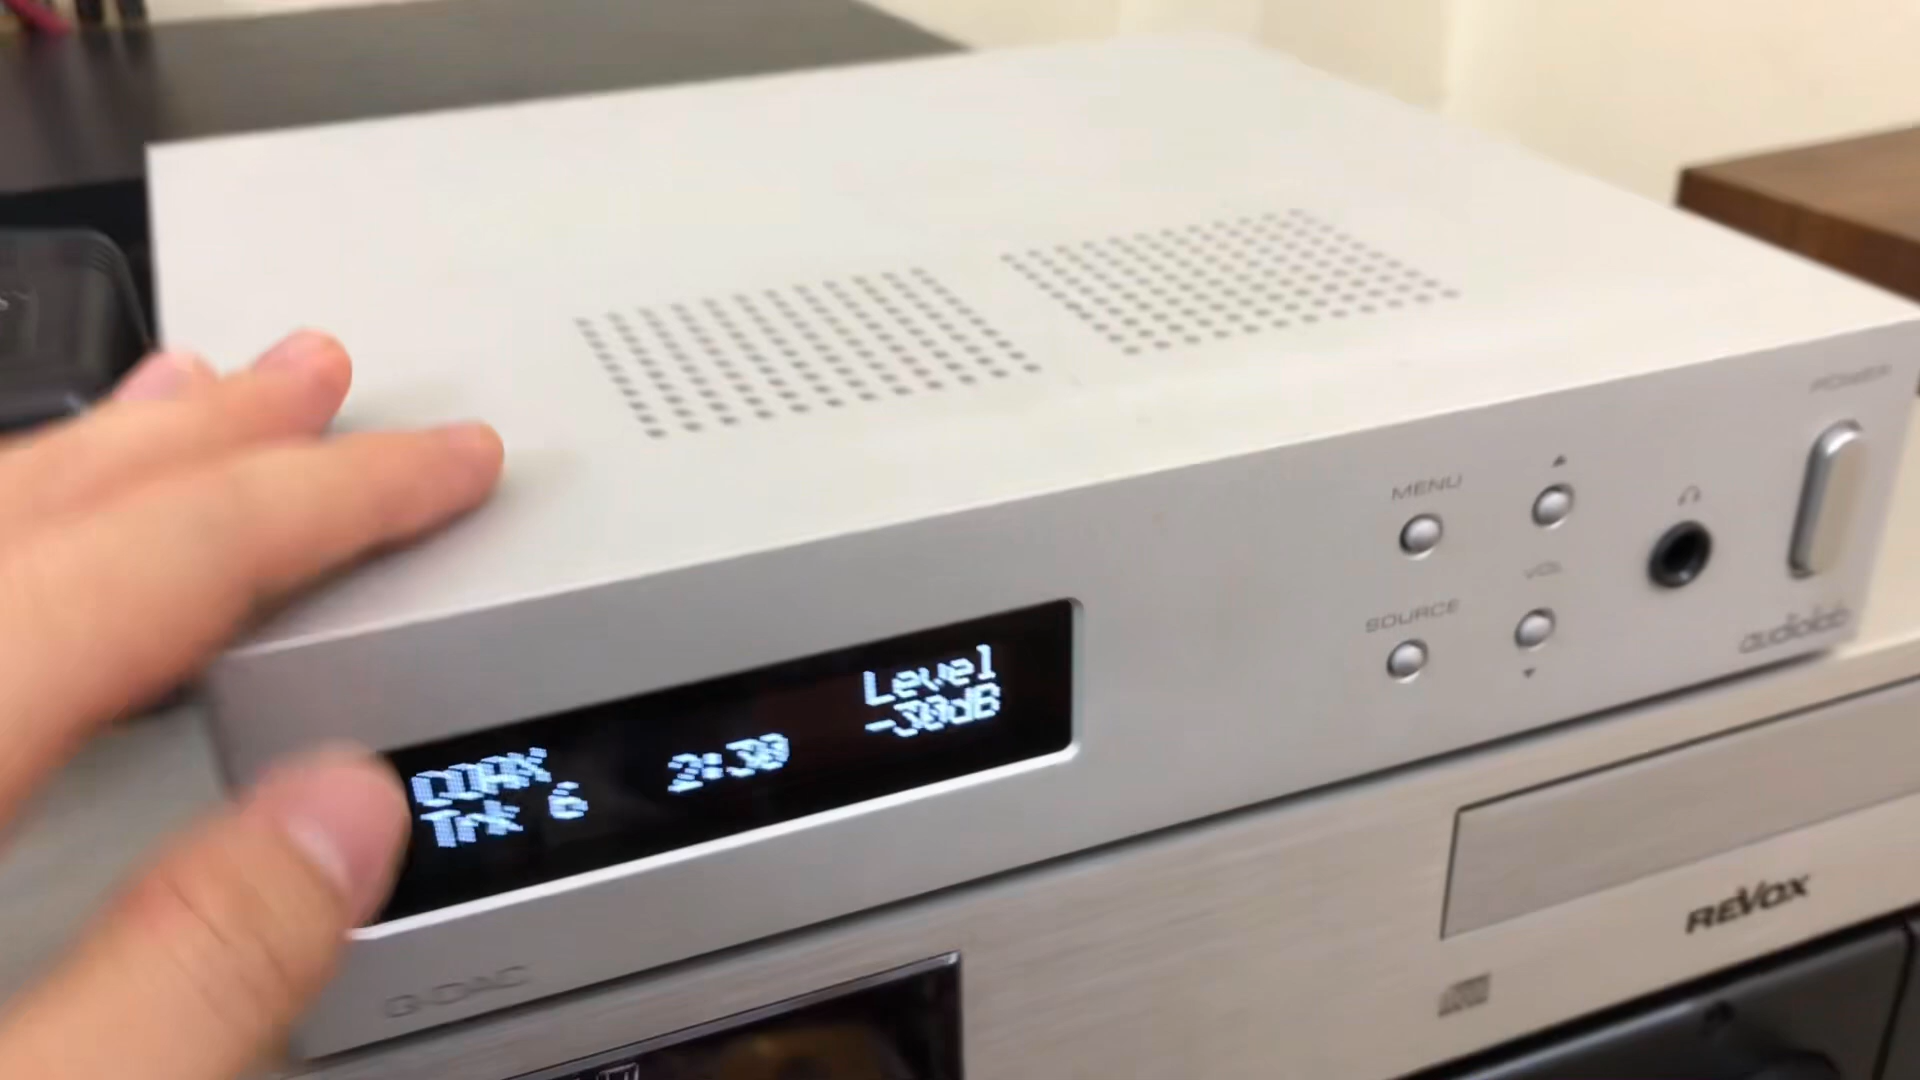 POWER
MENU
VOL
SOURCE
audiolab
Level
-30dB
COAX
2:30
Trk 6
Q-DAC
REVOX